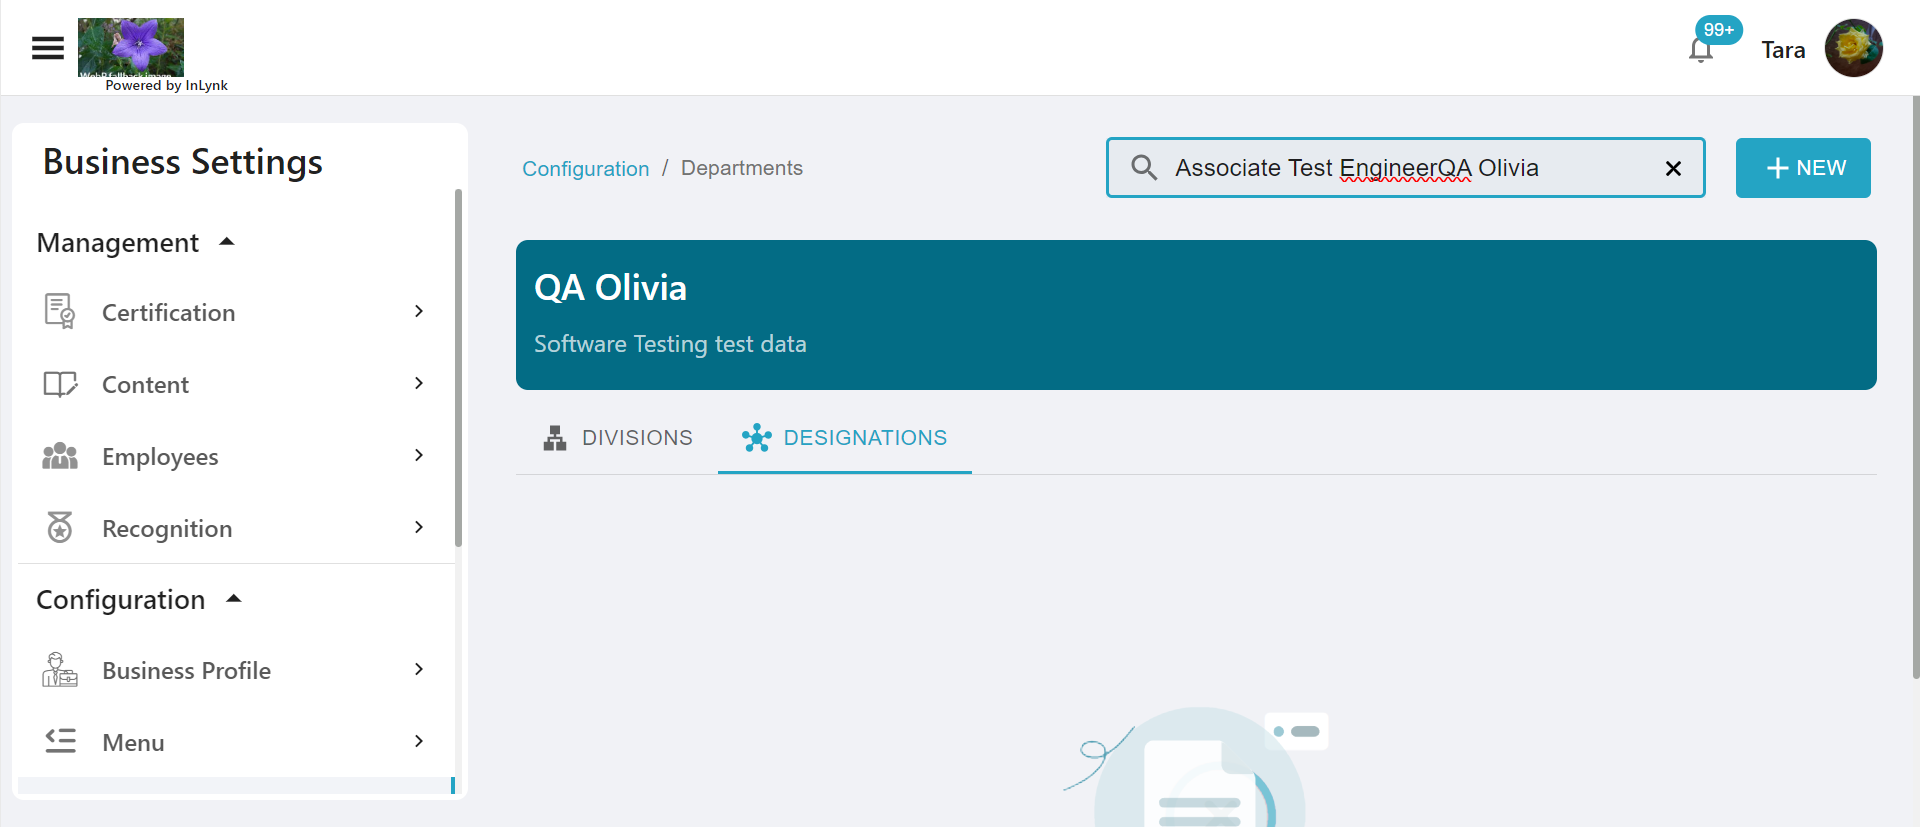 WebP fallback image
Powered by InLynk
99+
Tara
Business Settings
Management
Certification
Content
Employees
Recognition
Configuration
Business Profile
Menu
Configuration / Departments
Associate Test EngineerQA Olivia
NEW
QA Olivia
Software Testing test data
DIVISIONS
DESIGNATIONS